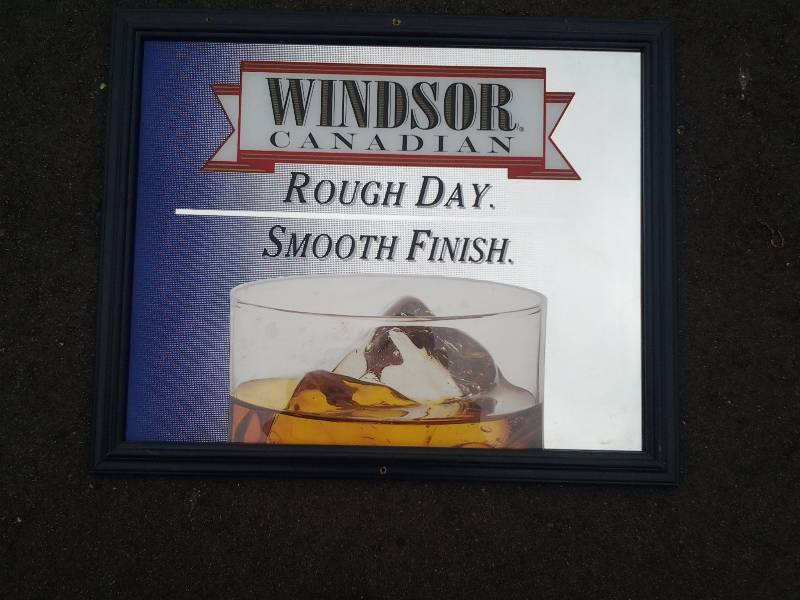 WINDSOR®
CANADIAN
ROUGH DAY.
SMOOTH FINISH.